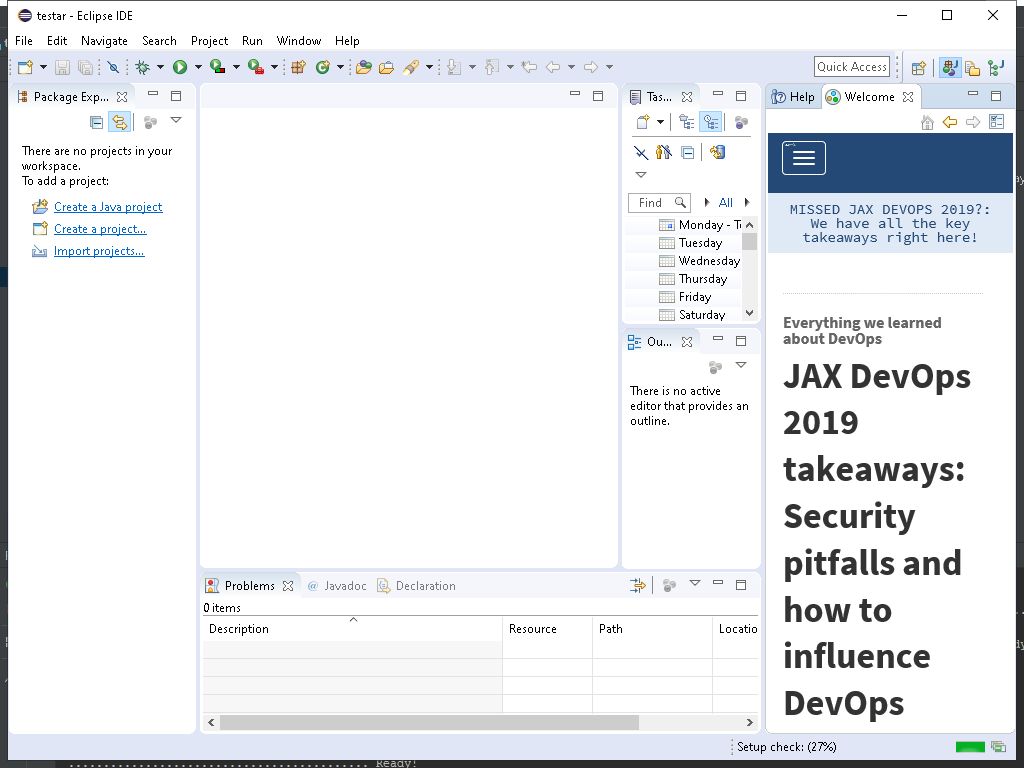 testar - Eclipse IDE
File Edit Navigate Search Project Run Window Help
Quick Access
Package Exp...
There are no projects in your
workspace.
To add a project:
Create a Java project
Create a project...
Import projects...
Tas...
Find
All
Monday - T
Tuesday
Wednesday
Thursday
Friday
Saturday
Ou...
There is no active
editor that provides an
outline.
Help
Welcome
MISSED JAX DEVOPS 2019?:
We have all the key
takeaways right here!
Everything we learned
about DevOps
JAX DevOps
2019
takeaways:
Security
pitfalls and
how to
influence
DevOps
Problems
@ Javadoc
Declaration
0 items
Description Resource Path Locatio
Setup check: (27%)
Ready!